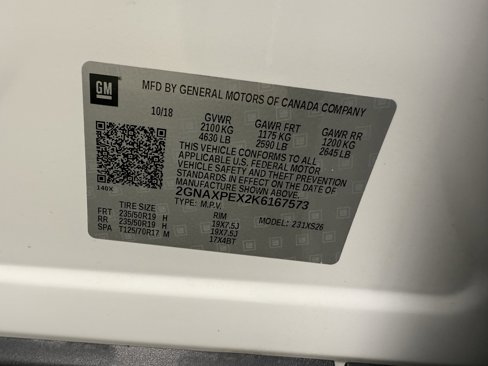 GM
MFD BY GENERAL MOTORS OF CANADA COMPANY
10/18 GVWR GAWR FRT GAWR RR
2100 KG 1175 KG 1200 KG
4630 LB 2590 LB 2645 LB
THIS VEHICLE CONFORMS TO ALL
APPLICABLE U.S. FEDERAL MOTOR
VEHICLE SAFETY AND THEFT PREVENTION
STANDARDS IN EFFECT ON THE DATE OF
MANUFACTURE SHOWN ABOVE.
2GNAXPEX2K6167573
TYPE: M.P.V.
140X
TIRE SIZE RIM MODEL: 231XS26
FRT 235/50R19 H 19X7.5J
RR 235/50R19 H 19X7.5J
SPA T125/70R17 M 17X4BT